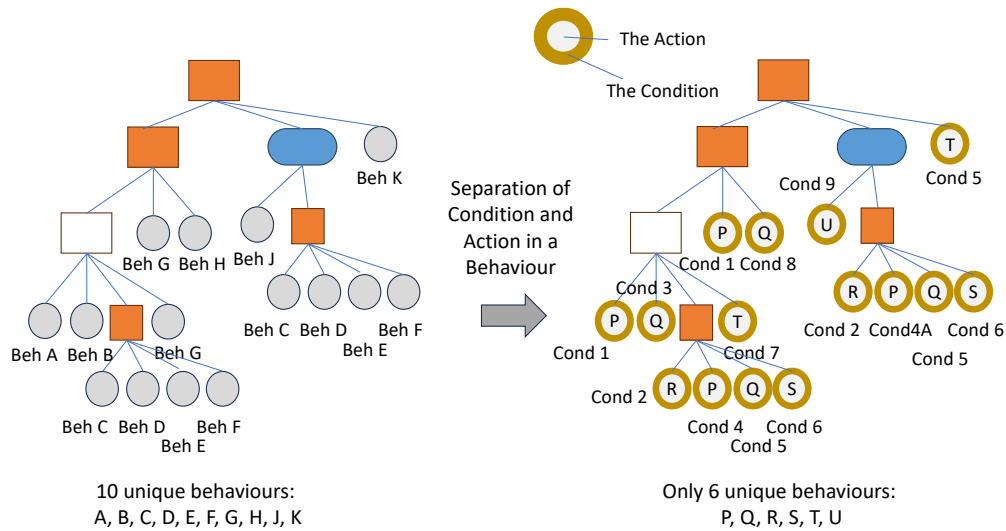 The Action
The Condition
Beh K
Beh G
Beh H
Beh J
Beh A
Beh B
Beh G
Beh C
Beh D
Beh E
Beh F
Beh C
Beh D
Beh E
Beh F
10 unique behaviours:
A, B, C, D, E, F, G, H, J, K
Separation of
Condition and
Action in a
Behaviour
T
Cond 5
Cond 9
P
Q
U
Cond 1
Cond 8
Cond 3
R
P
Q
S
Cond 2
Cond4A
Cond 6
Cond 5
P
Q
T
Cond 1
Cond 7
R
P
Q
S
Cond 2
Cond 4
Cond 6
Cond 5
Only 6 unique behaviours:
P, Q, R, S, T, U